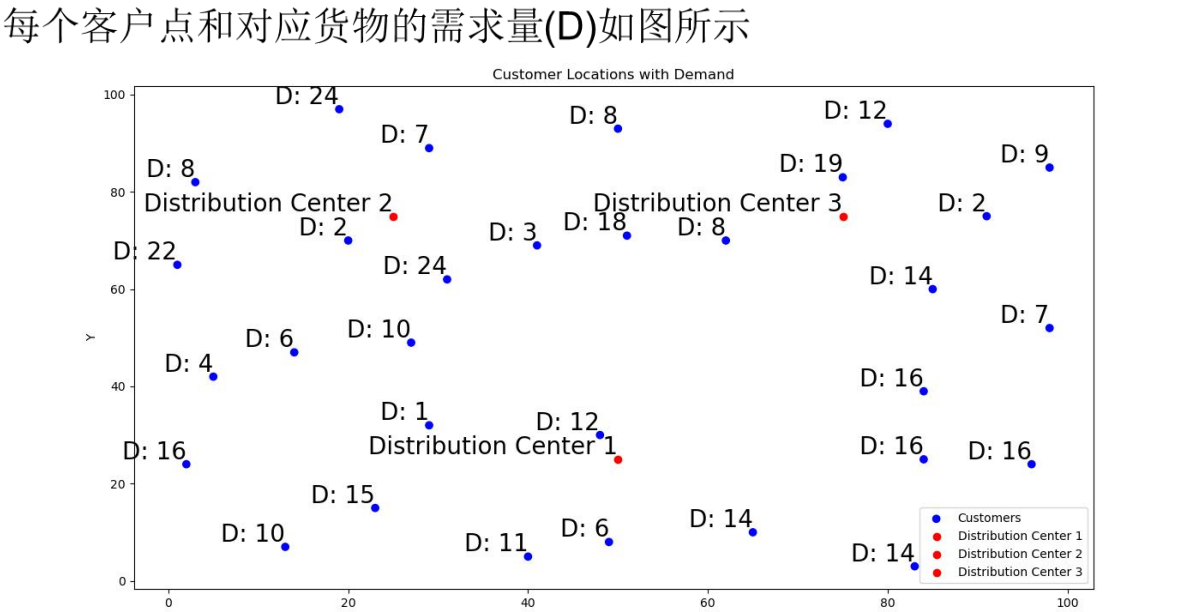 每个客户点和对应货物的需求量(D)如图所示
Customer Locations with Demand
100
D: 24
D: 8
D: 12
D: 7
D: 9
D: 19
D: 8
80
Distribution Center 2
Distribution Center 3
D: 2
D: 2
D: 3
D: 18
D: 8
D: 22
D: 24
D: 14
60
D: 7
D: 10
D: 6
Y
D: 4
D: 16
40
D: 1
D: 12
Distribution Center 1
D: 16
D: 16
D: 16
20
D: 15
D: 14
D: 10
D: 6
D: 11
D: 14
Customers
Distribution Center 1
Distribution Center 2
Distribution Center 3
0
0
20
40
60
80
100